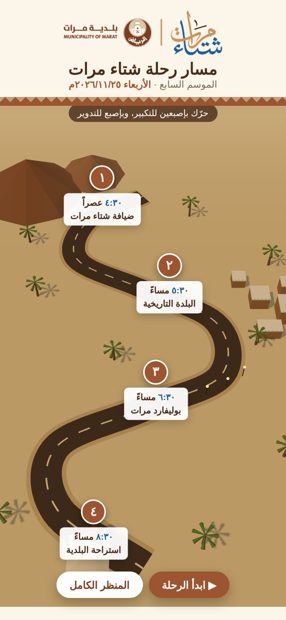 مرات
شتاء
الرياض
بلدية مرات
MUNICIPALITY OF MARAT
مسار رحلة شتاء مرات
الموسم السابع · الأربعاء ٢٠٢٦/١١/٢٥م
حرّك بإصبعين للتكبير، وبإصبع للتدوير
١
٤:٣٠ عصراً
ضيافة شتاء مرات
٢
٥:٣٠ مساءً
البلدة التاريخية
٣
٦:٣٠ مساءً
بوليفارد مرات
٤
٨:٣٠ مساءً
استراحة البلدية
▶ ابدأ الرحلة
المنظر الكامل